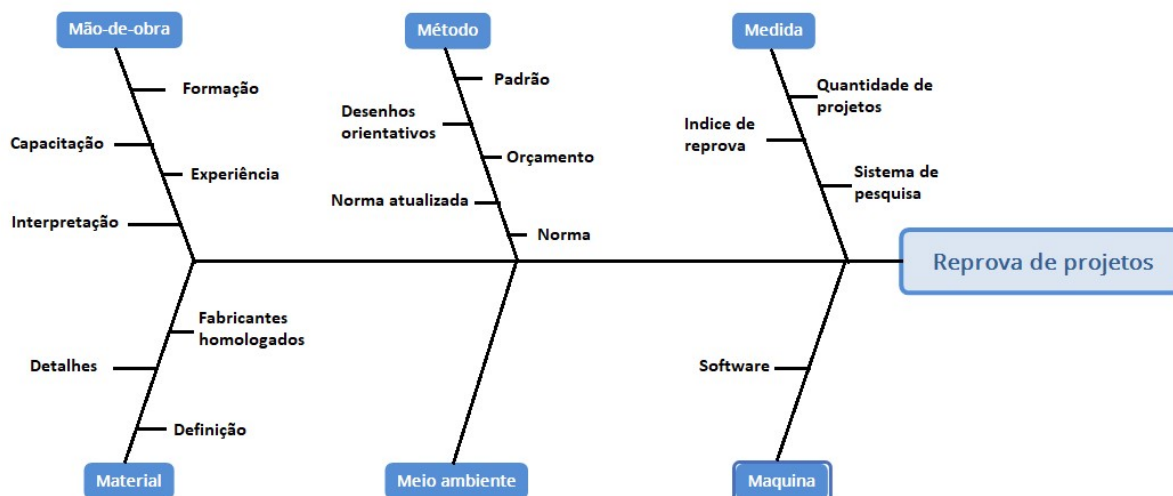 Mão-de-obra
Método
Medida
Formação
Capacitação
Experiência
Interpretação
Padrão
Desenhos
orientativos
Orçamento
Norma atualizada
Norma
Quantidade de
projetos
Indice de
reprova
Sistema de
pesquisa
Reprova de projetos
Fabricantes
homologados
Detalhes
Definição
Software
Material
Meio ambiente
Maquina